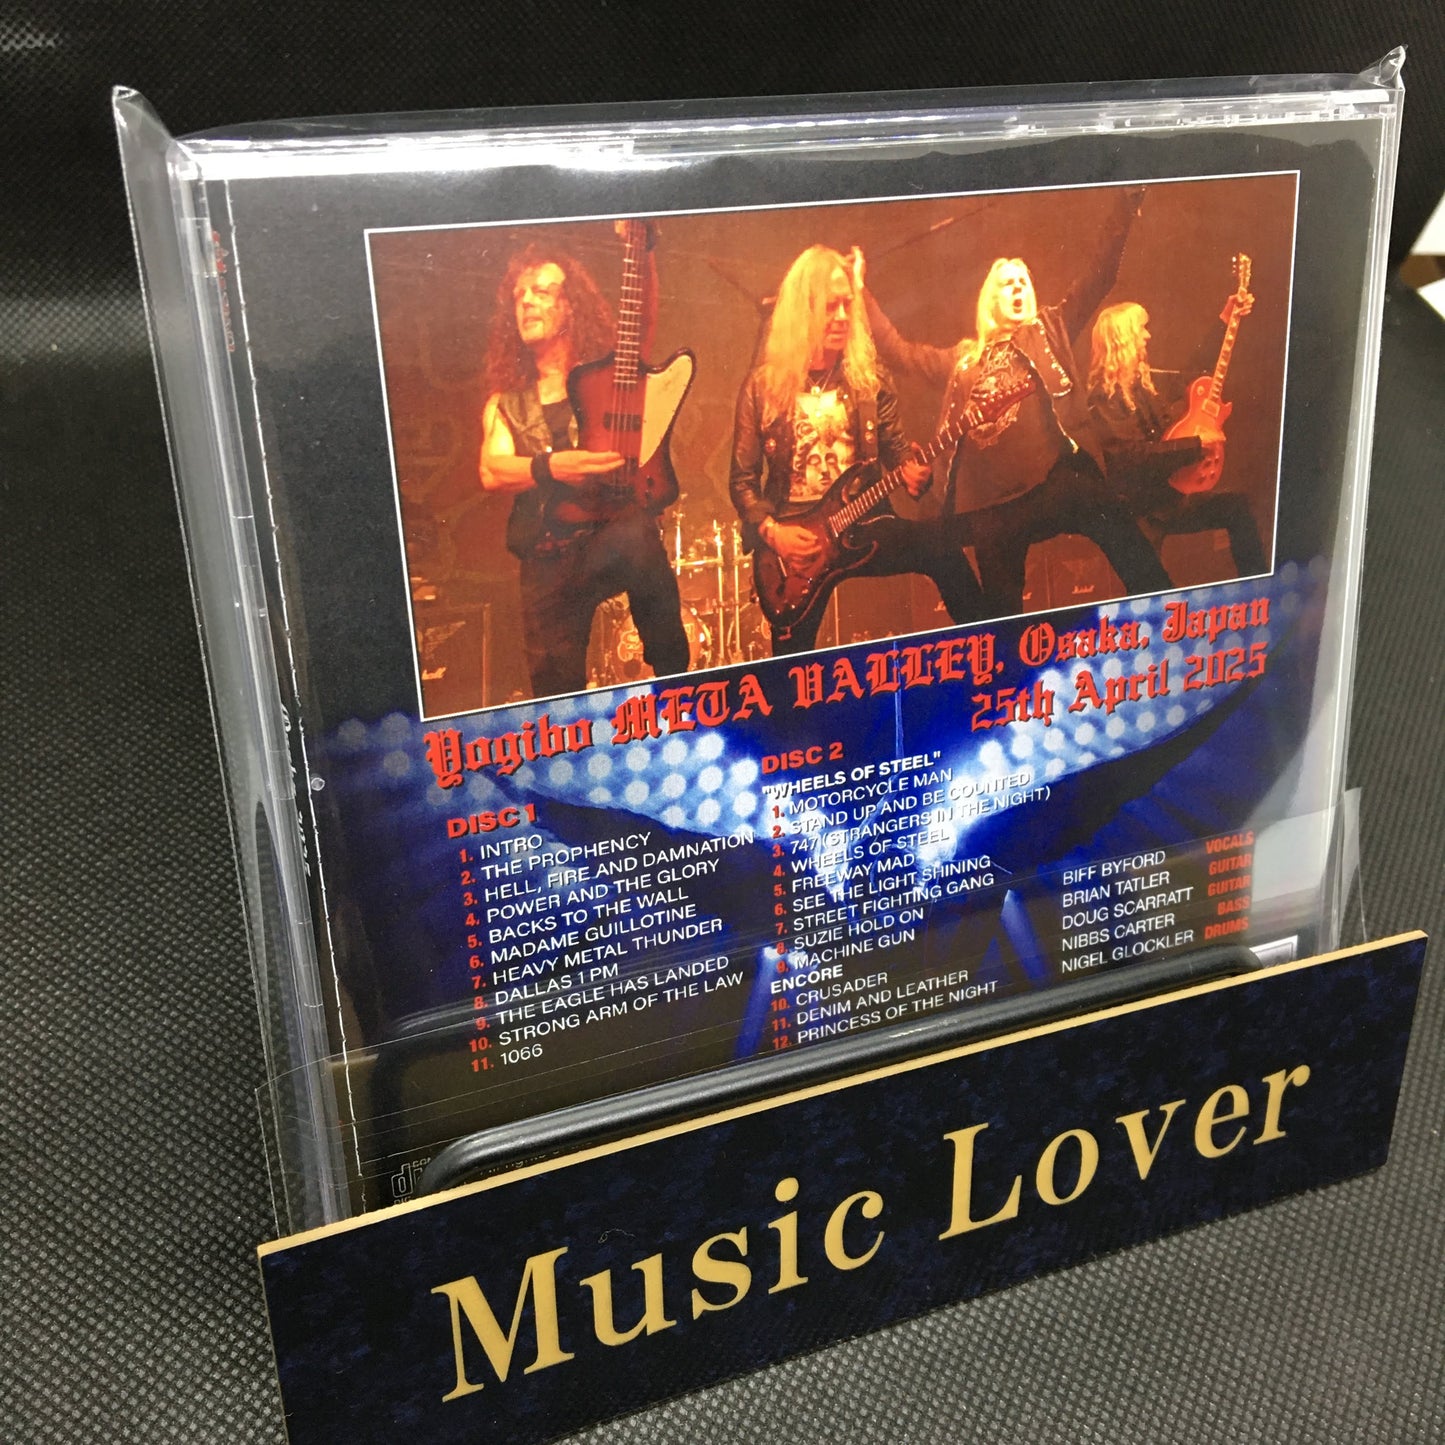 Yogibo META VALLEY, Osaka, Japan
25th April 2025
DISC 1
1. INTRO
2. THE PROPHENCY
3. HELL, FIRE AND DAMNATION
4. POWER AND THE GLORY
5. BACKS TO THE WALL
6. MADAME GUILLOTINE
7. HEAVY METAL THUNDER
8. DALLAS 1 PM
9. THE EAGLE HAS LANDED
10. STRONG ARM OF THE LAW
11. 1066
DISC 2
"WHEELS OF STEEL"
1. MOTORCYCLE MAN
2. STAND UP AND BE COUNTED
3. 747 (STRANGERS IN THE NIGHT)
4. WHEELS OF STEEL
5. FREEWAY MAD
6. SEE THE LIGHT SHINING
7. STREET FIGHTING GANG
8. SUZIE HOLD ON
9. MACHINE GUN
ENCORE
10. CRUSADER
11. DENIM AND LEATHER
12. PRINCESS OF THE NIGHT
BIFF BYFORD VOCALS
BRIAN TATLER GUITAR
DOUG SCARRATT GUITAR
NIBBS CARTER BASS
NIGEL GLOCKLER DRUMS
Music Lover